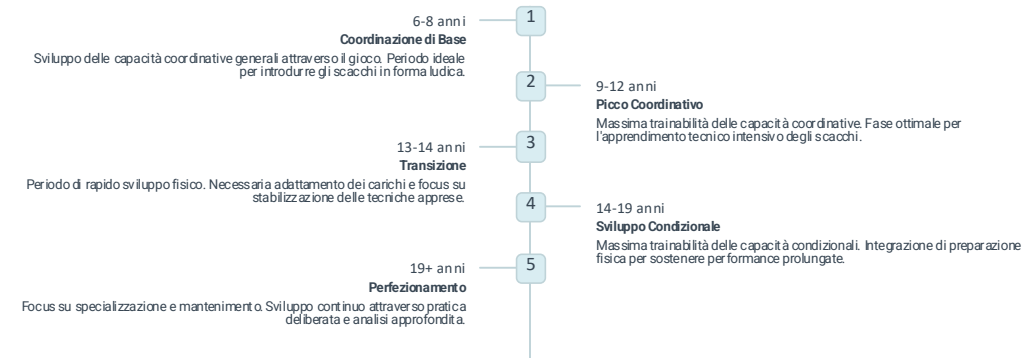 1
6-8 anni
Coordinazione di Base
Sviluppo delle capacità coordinative generali attraverso il gioco. Periodo ideale
per introdurre gli scacchi in forma ludica.
2
9-12 anni
Picco Coordinativo
Massima trainabilità delle capacità coordinative. Fase ottimale per
l'apprendimento tecnico intensivo degli scacchi.
3
13-14 anni
Transizione
Periodo di rapido sviluppo fisico. Necessaria adattamento dei carichi e focus su
stabilizzazione delle tecniche apprese.
4
14-19 anni
Sviluppo Condizionale
Massima trainabilità delle capacità condizionali. Integrazione di preparazione
fisica per sostenere performance prolungate.
5
19+ anni
Perfezionamento
Focus su specializzazione e mantenimento. Sviluppo continuo attraverso pratica
deliberata e analisi approfondita.